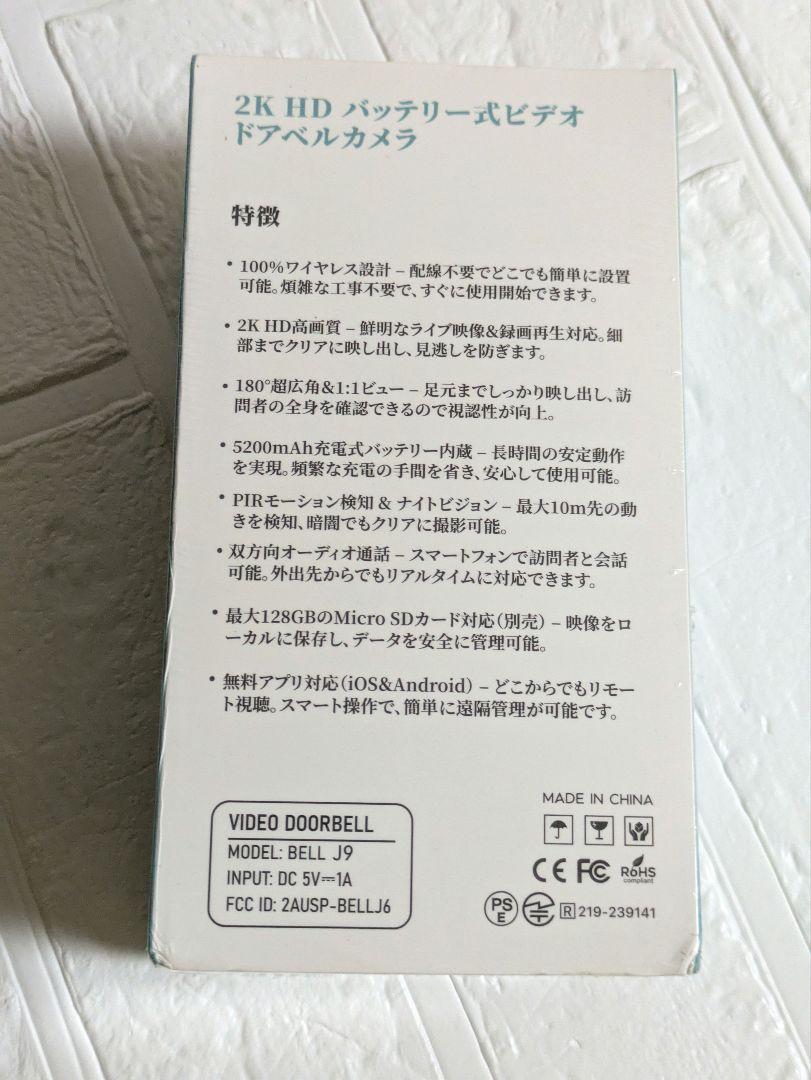 2K HD バッテリー式ビデオ
ドアベルカメラ
特徴
• 100%ワイヤレス設計 – 配線不要でどこでも簡単に設置
可能。煩雑な工事不要で、すぐに使用開始できます。
• 2K HD高画質 – 鮮明なライブ映像&録画再生対応。細
部までクリアに映し出し、見逃しを防ぎます。
• 180°超広角&1:1ビュー – 足元までしっかり映し出し、訪
問者の全身を確認できるので視認性が向上。
• 5200mAh充電式バッテリー内蔵 – 長時間の安定動作
を実現。頻繁な充電の手間を省き、安心して使用可能。
• PIRモーション検知 & ナイトビジョン – 最大10m先の動
きを検知、暗闇でもクリアに撮影可能。
• 双方向オーディオ通話 – スマートフォンで訪問者と会話
可能。外出先からでもリアルタイムに対応できます。
• 最大128GBのMicro SDカード対応(別売) – 映像をロ
ーカルに保存し、データを安全に管理可能。
• 無料アプリ対応(iOS&Android) – どこからでもリモー
ト視聴。スマート操作で、簡単に遠隔管理が可能です。
VIDEO DOORBELL
MODEL: BELL J9
INPUT: DC 5V⎓1A
FCC ID: 2AUSP-BELLJ6
MADE IN CHINA
CE FC RoHS
compliant
PS
E
R 219-239141